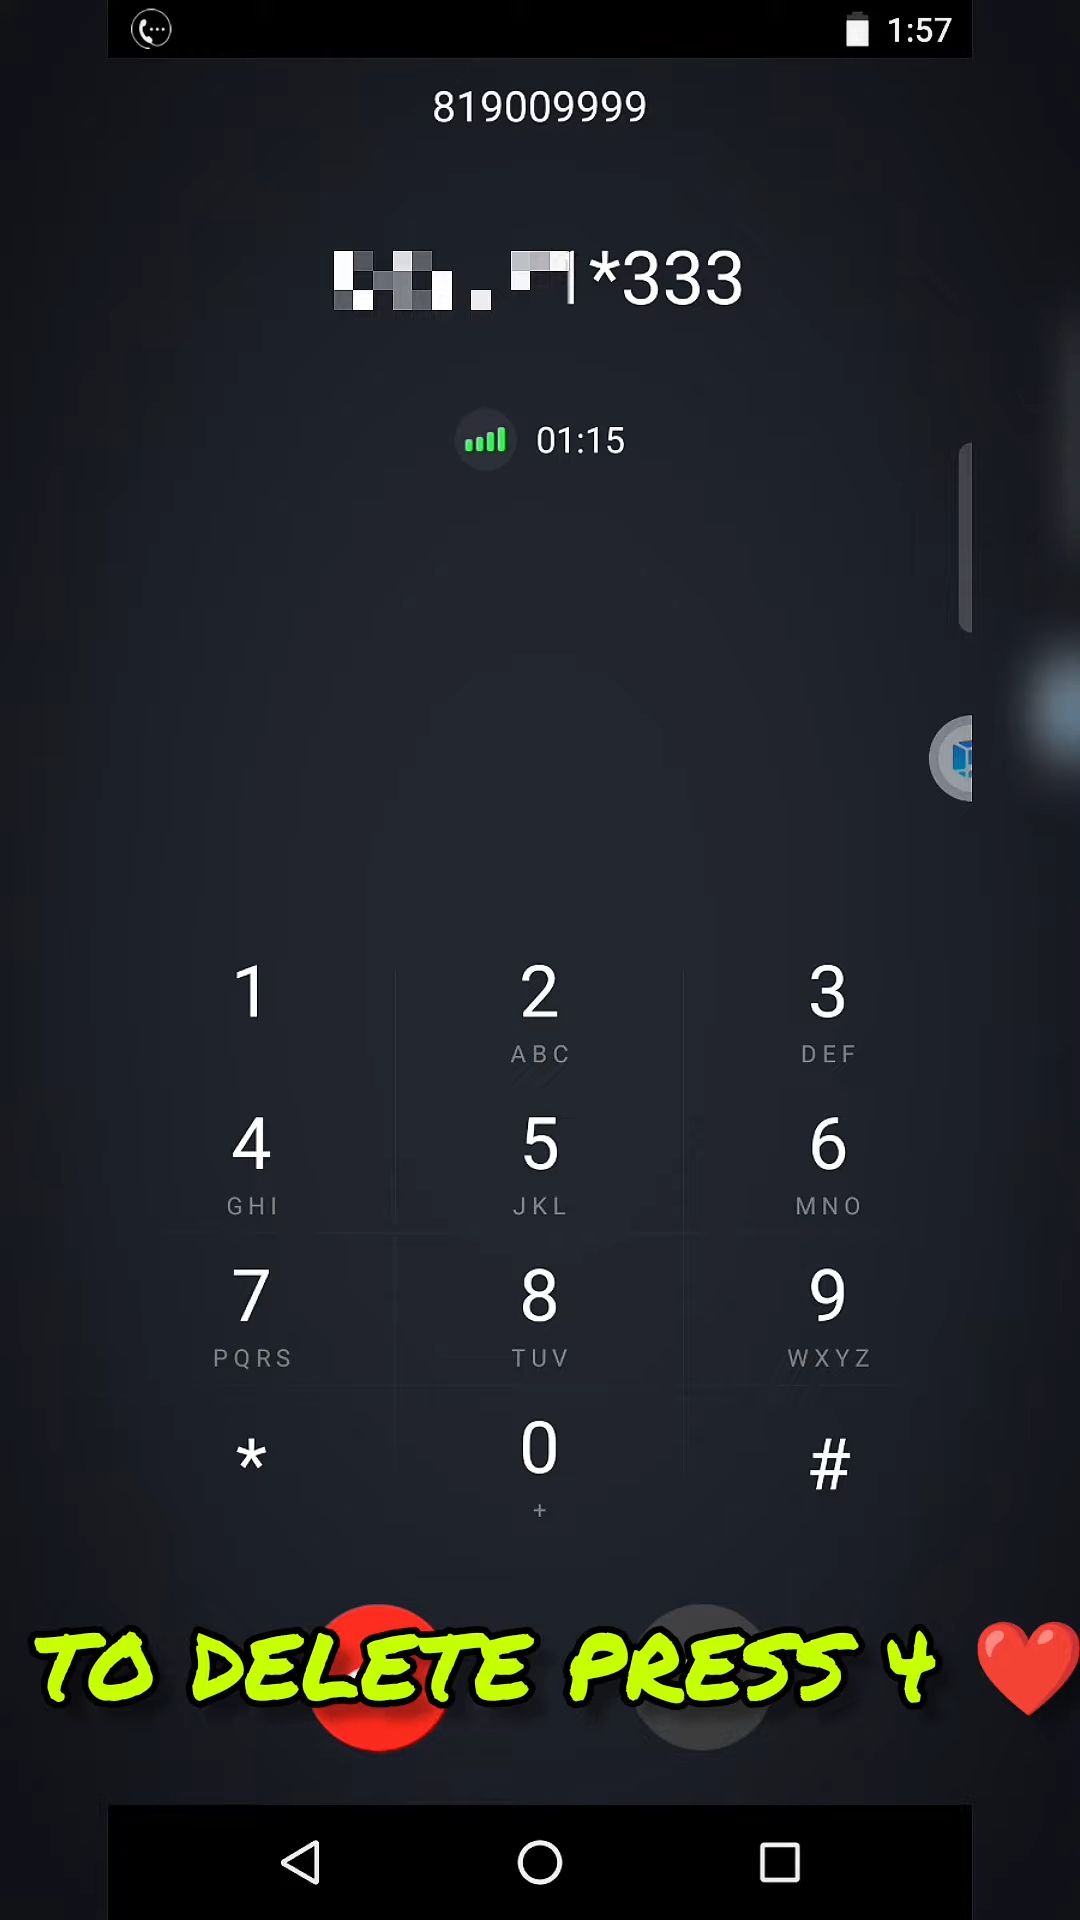 1:57
819009999
*333
01:15
1 2 3
ABC DEF
4 5 6
GHI JKL MNO
7 8 9
PQRS TUV WXYZ
* 0 #
+
TO DELETE PRESS 4 ❤️